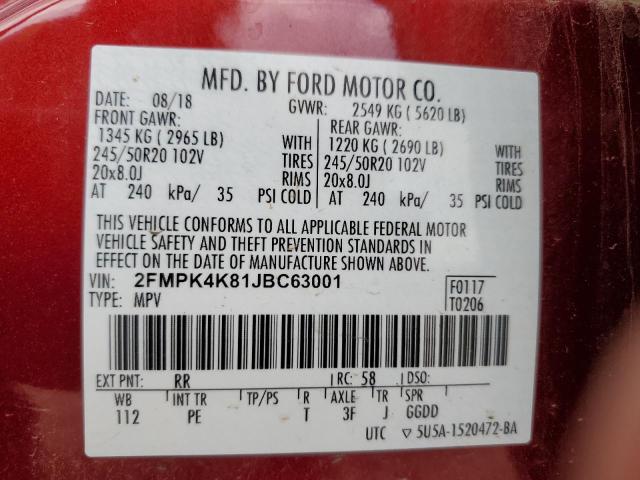 MFD. BY FORD MOTOR CO.
DATE: 08/18 GVWR: 2549 KG ( 5620 LB)
FRONT GAWR: REAR GAWR:
1345 KG ( 2965 LB) WITH 1220 KG ( 2690 LB) WITH
245/50R20 102V TIRES 245/50R20 102V TIRES
20x8.0J RIMS 20x8.0J RIMS
AT 240 kPa/ 35 PSI COLD AT 240 kPa/ 35 PSI COLD
THIS VEHICLE CONFORMS TO ALL APPLICABLE FEDERAL MOTOR
VEHICLE SAFETY AND THEFT PREVENTION STANDARDS IN
EFFECT ON THE DATE OF MANUFACTURE SHOWN ABOVE.
VIN: 2FMPK4K81JBC63001 F0117
TYPE: MPV T0206
EXT PNT: RR RC: 58 DSO:
WB INT TR TP/PS R AXLE TR SPR
112 PE T 3F J GGDD
UTC ▽ 5U5A-1520472-BA